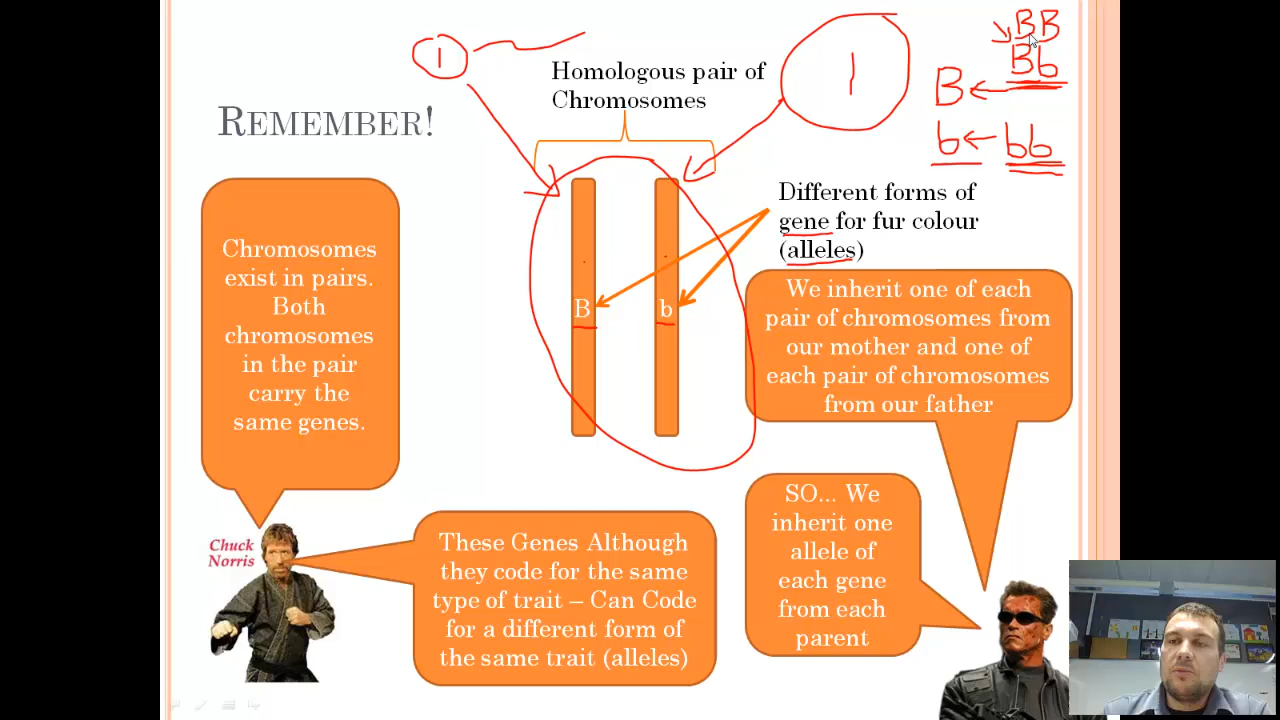 REMEMBER!
1
Homologous pair of
Chromosomes
1
BB
Bb
B
b
bb
Different forms of
gene for fur colour
(alleles)
B
b
Chromosomes
exist in pairs.
Both
chromosomes
in the pair
carry the
same genes.
We inherit one of each
pair of chromosomes from
our mother and one of
each pair of chromosomes
from our father
Chuck
Norris
These Genes Although
they code for the same
type of trait – Can Code
for a different form of
the same trait (alleles)
SO... We
inherit one
allele of
each gene
from each
parent